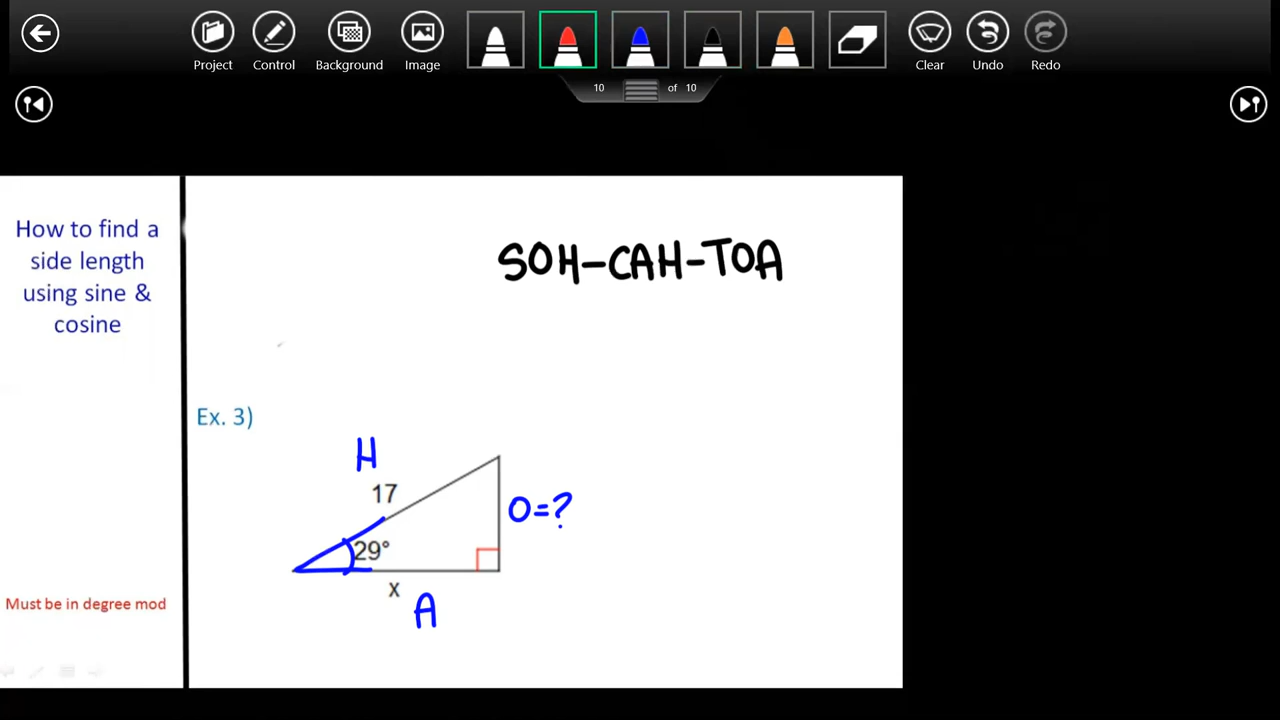 Project Control Background Image Clear Undo Redo
10 of 10
How to find a
side length
using sine &
cosine
Must be in degree mod
SOH-CAH-TOA
Ex. 3)
H
17
O=?
29°
x
A